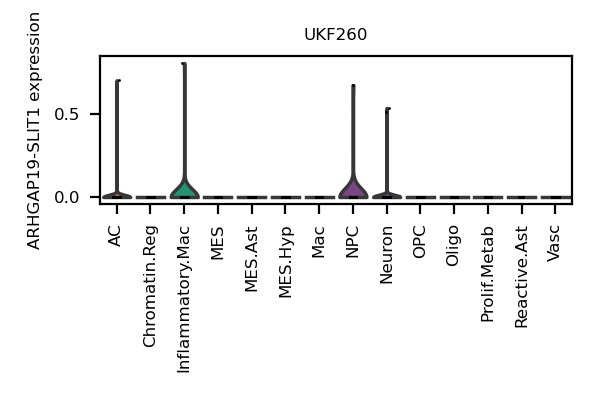 UKF260
ARHGAP19-SLIT1 expression
0.5
0.0
AC
Chromatin.Reg
Inflammatory.Mac
MES
MES.Ast
MES.Hyp
Mac
NPC
Neuron
OPC
Oligo
Prolif.Metab
Reactive.Ast
Vasc